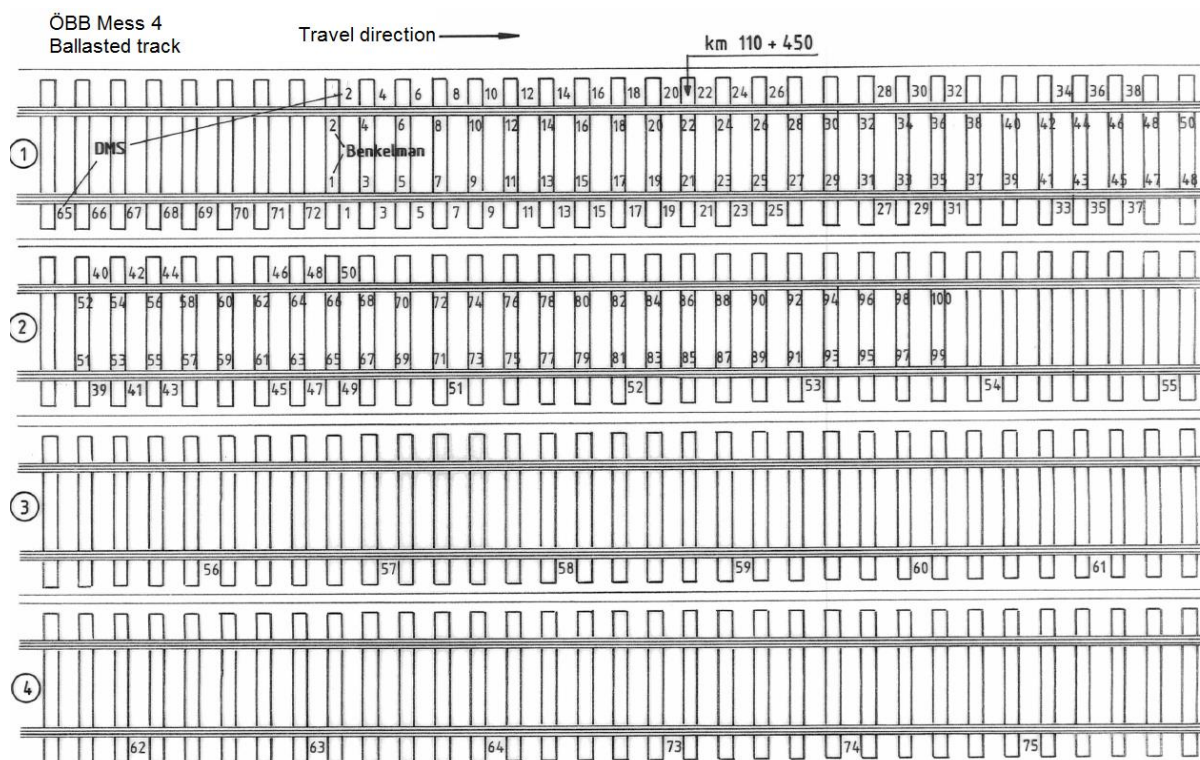 ÖBB Mess 4
Ballasted track
Travel direction
km 110 + 450
2 4 6 8 10 12 14 16 18 20 22 24 26 28 30 32 34 36 38
2 4 6 8 10 12 14 16 18 20 22 24 26 28 30 32 34 36 38 40 42 44 46 48 50
1 DMS Benkelman
1 3 5 7 9 11 13 15 17 19 21 23 25 27 29 31 33 35 37 39 41 43 45 47 48
65 66 67 68 69 70 71 72 1 3 5 7 9 11 13 15 17 19 21 23 25 27 29 31 33 35 37
40 42 44 46 48 50
52 54 56 58 60 62 64 66 68 70 72 74 76 78 80 82 84 86 88 90 92 94 96 98 100
2
51 53 55 57 59 61 63 65 67 69 71 73 75 77 79 81 83 85 87 89 91 93 95 97 99
39 41 43 45 47 49 51 52 53 54 55
3
56 57 58 59 60 61
4
62 63 64 73 74 75